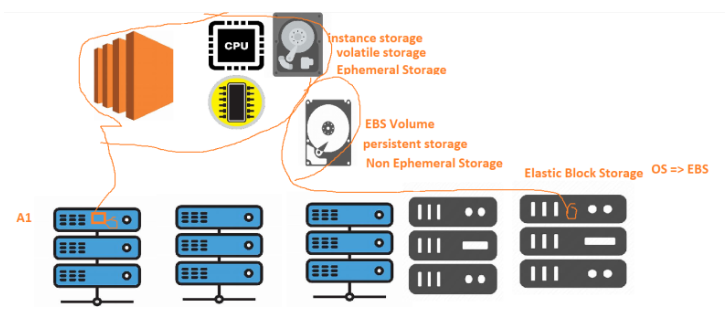 CPU
instance storage
volatile storage
Ephemeral Storage
EBS Volume
persistent storage
Non Ephemeral Storage
Elastic Block Storage
OS => EBS
A1